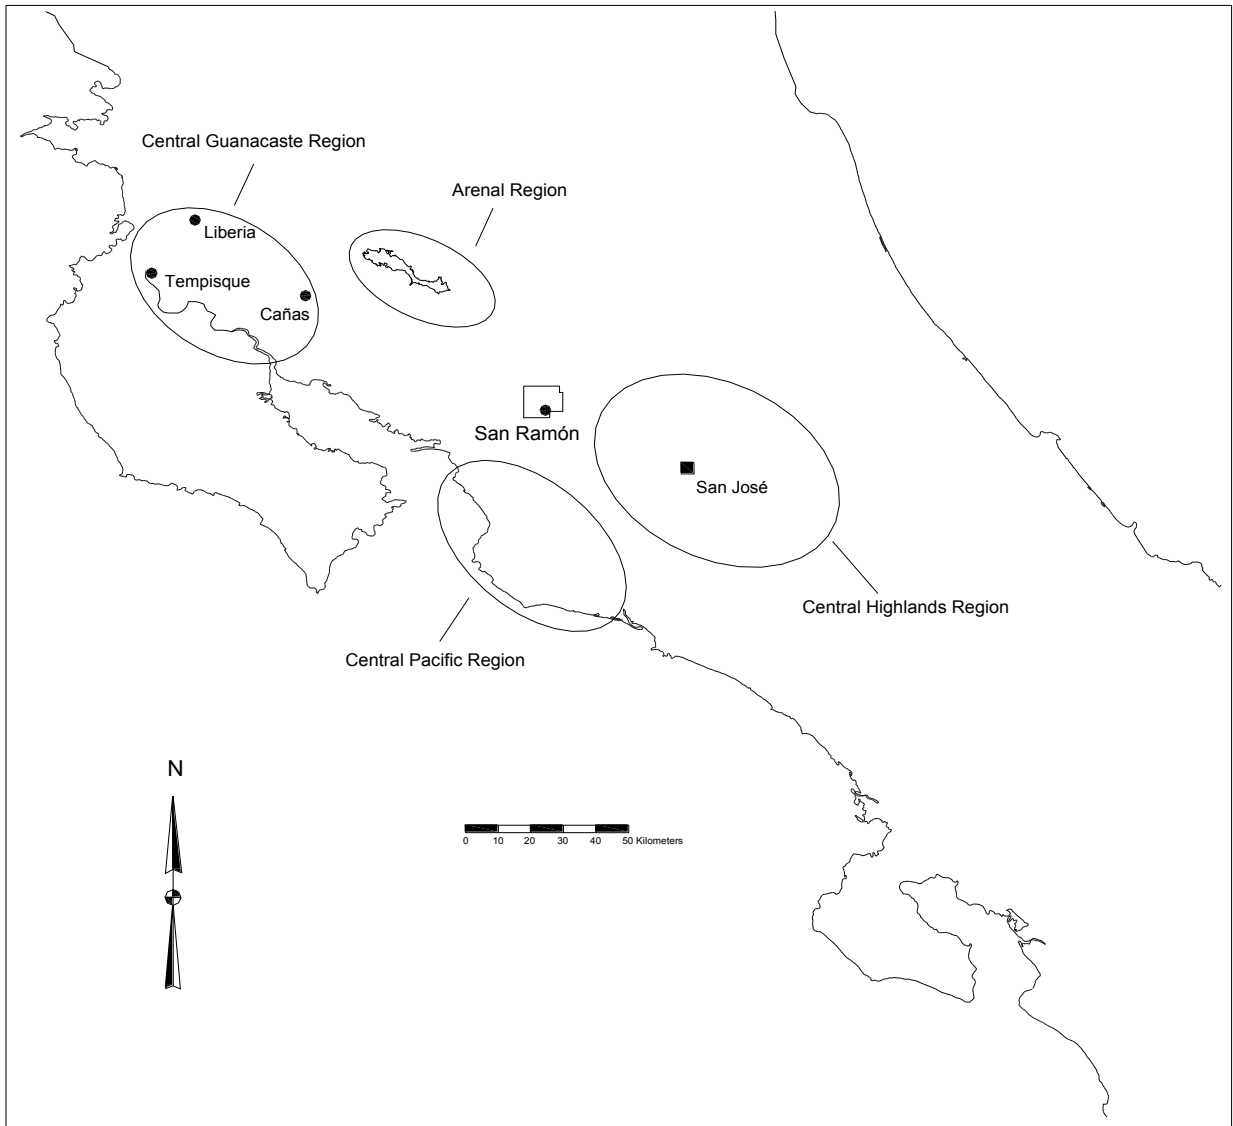 Central Guanacaste Region
Arenal Region
Liberia
Tempisque
Cañas
San Ramón
San José
Central Highlands Region
Central Pacific Region
N
0 10 20 30 40 50 Kilometers